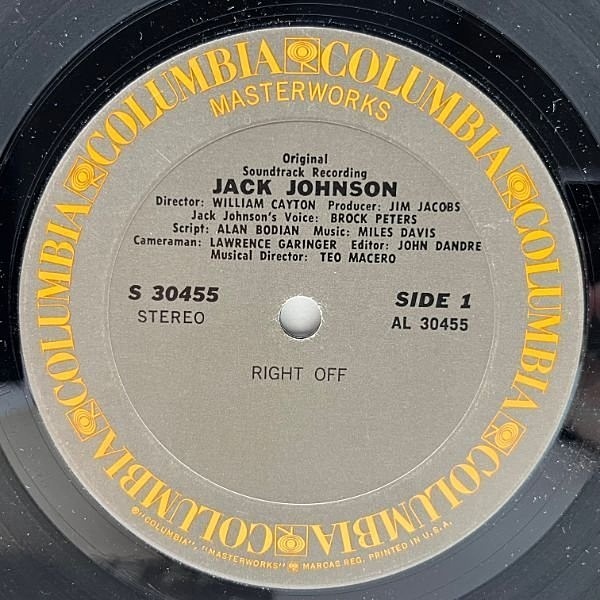 COLUMBIA COLUMBIA COLUMBIA COLUMBIA COLUMBIA COLUMBIA
MASTERWORKS
Original
Soundtrack Recording
JACK JOHNSON
Director: WILLIAM CAYTON Producer: JIM JACOBS
Jack Johnson's Voice: BROCK PETERS
Script: ALAN BODIAN Music: MILES DAVIS
Cameraman: LAWRENCE GARINGER Editor: JOHN DANDRE
Musical Director: TEO MACERO
S 30455
STEREO
SIDE 1
AL 30455
RIGHT OFF
®"COLUMBIA", "MASTERWORKS" MARCAS REG. PRINTED IN U.S.A.